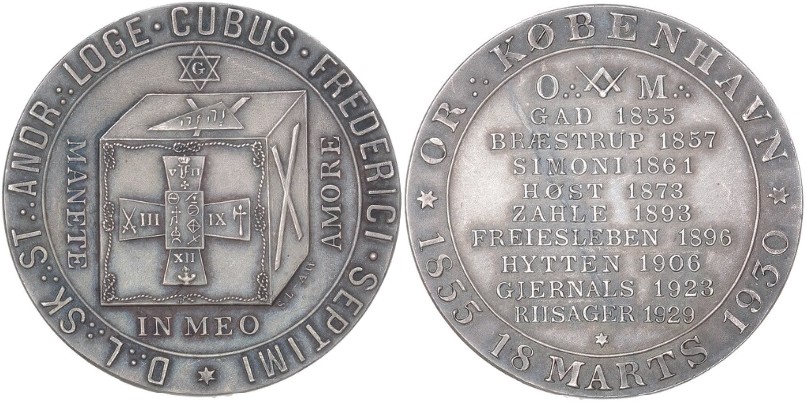 D∴L∴SK∴ST∴ANDR∴LOGE·CUBUS·FREDERICI·SEPTIMI
G
MANETE
AMORE
III IX
XII
IN MEO
OR∴KØBENHAVN
O∴ M∴
GAD 1855
BRÆSTRUP 1857
SIMONI 1861
HØST 1873
ZAHLE 1893
FREIESLEBEN 1896
HYTTEN 1906
GJERNALS 1923
RIISAGER 1929
1855 18 MARTS 1930